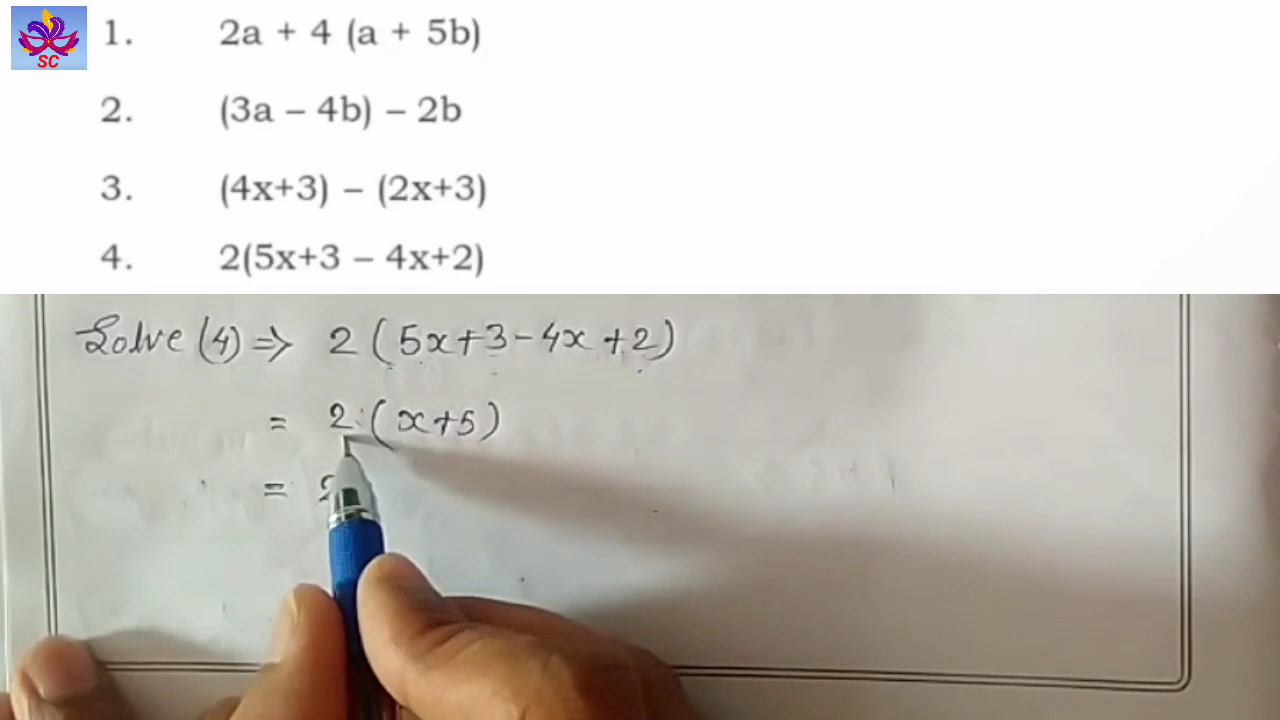 SC
1. 2a + 4 (a + 5b)
2. (3a – 4b) – 2b
3. (4x+3) – (2x+3)
4. 2(5x+3 – 4x+2)
Solve (4) ⇒ 2 (5x+3-4x+2)
= 2 (x+5)
= 2